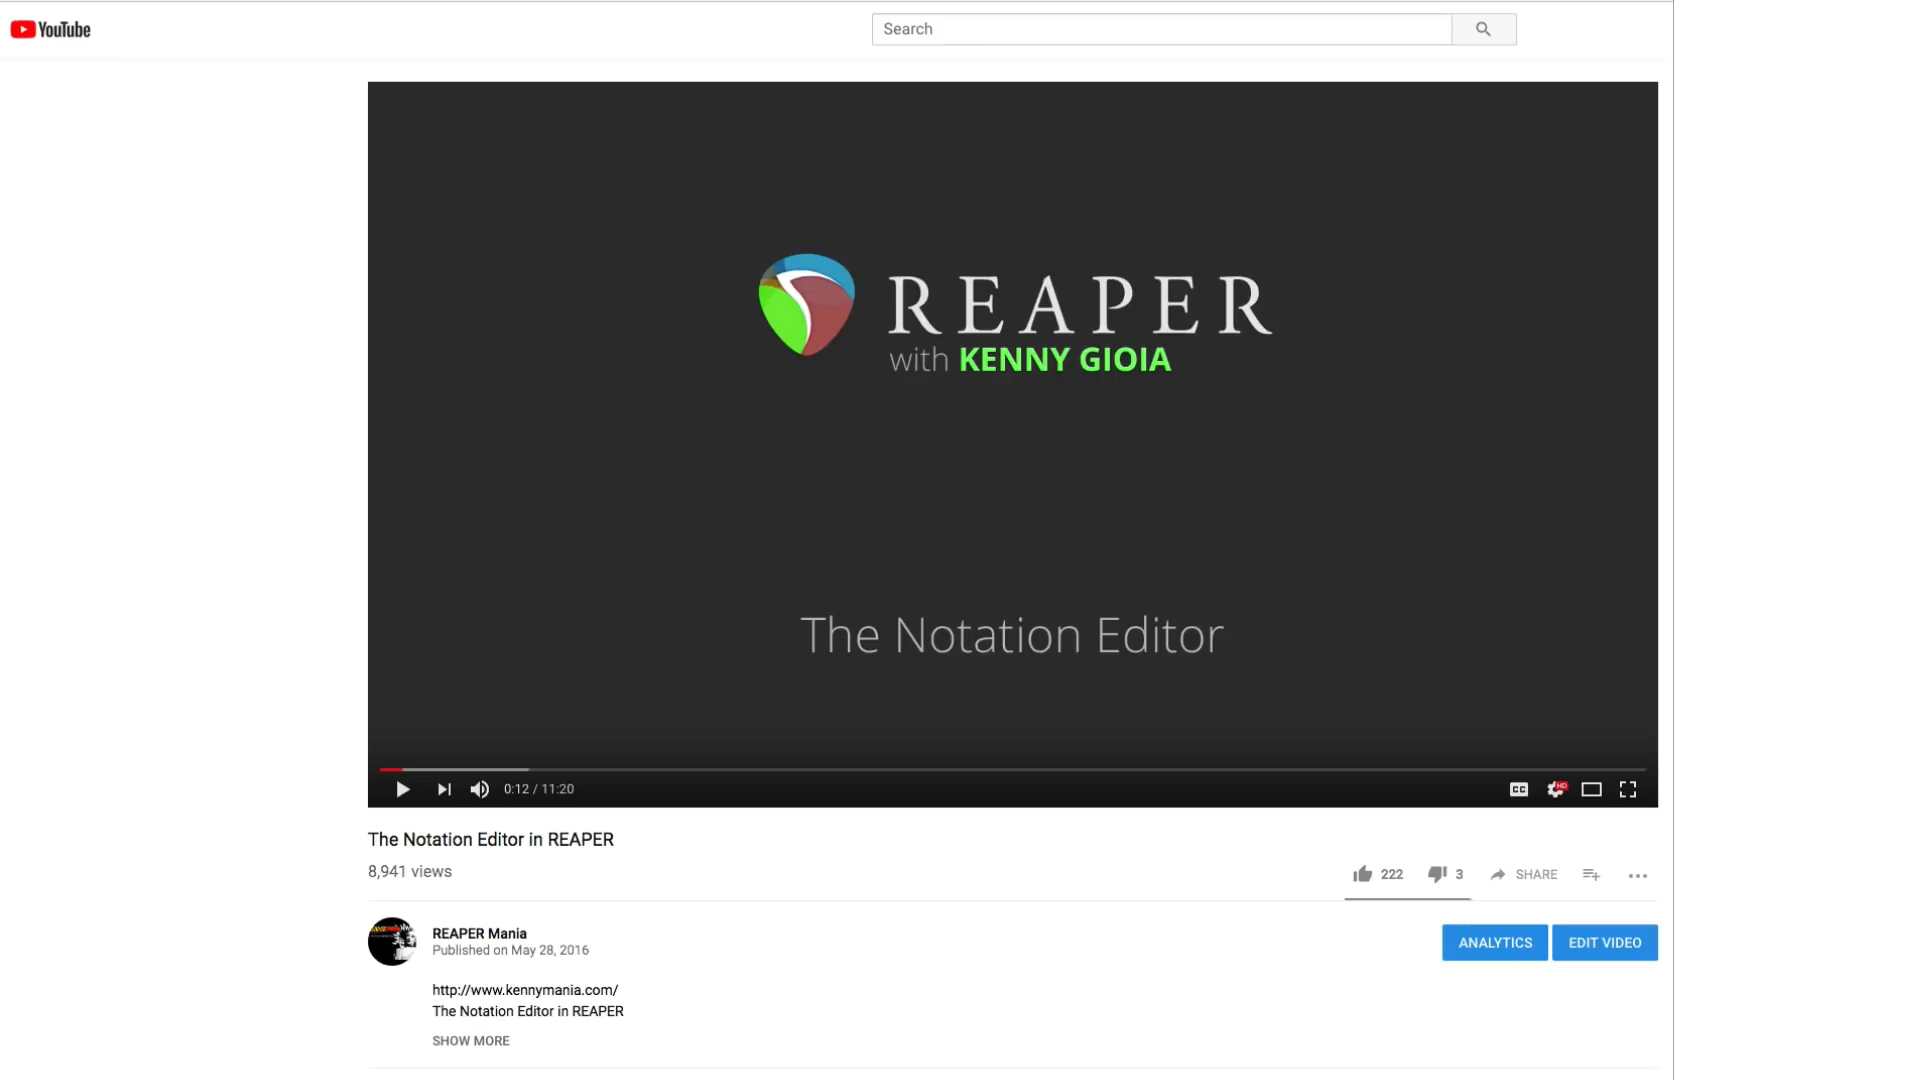 YouTube
Search
REAPER
with KENNY GIOIA
The Notation Editor
0:12 / 11:20
CC
HD
The Notation Editor in REAPER
8,941 views
222
3
SHARE
REAPER Mania
Published on May 28, 2016
ANALYTICS
EDIT VIDEO
http://www.kennymania.com/
The Notation Editor in REAPER
SHOW MORE